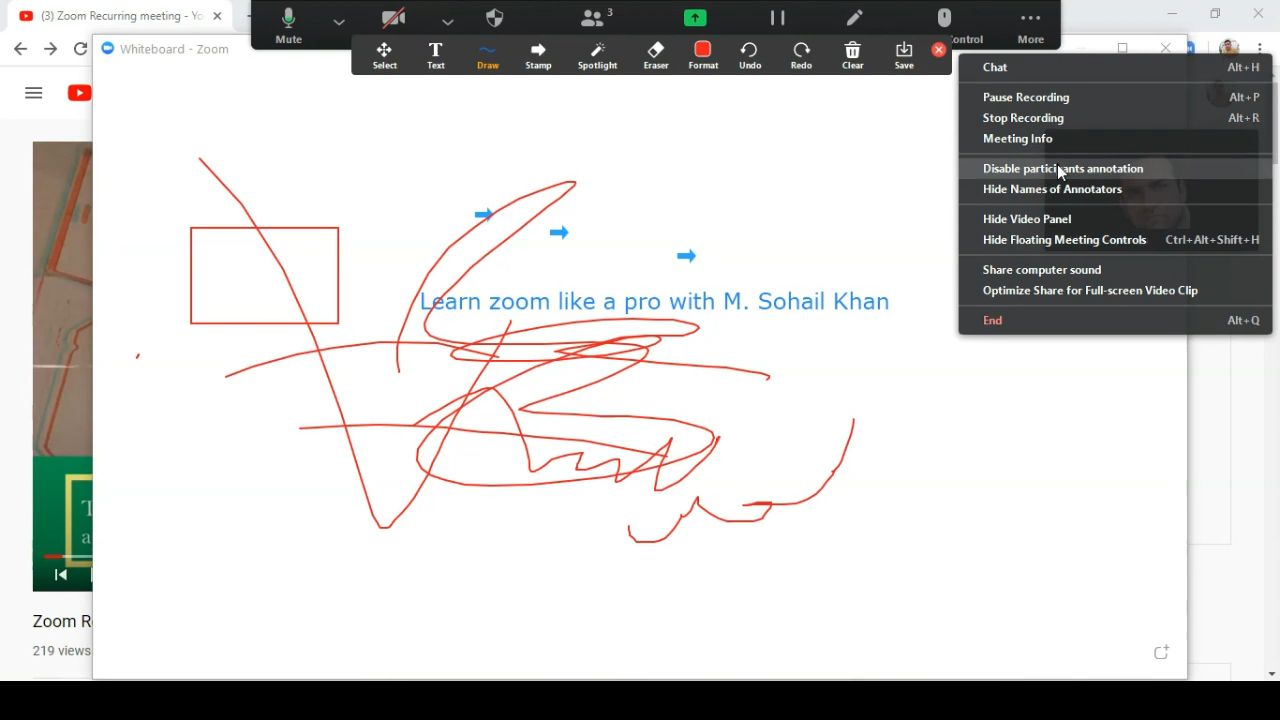 (3) Zoom Recurring meeting - Yo
Whiteboard - Zoom
3
Mute
ontrol
More
Select
Text
Draw
Stamp
Spotlight
Eraser
Format
Undo
Redo
Clear
Save
Chat Alt+H
Pause Recording Alt+P
Stop Recording Alt+R
Meeting Info
Disable participants annotation
Hide Names of Annotators
Hide Video Panel
Hide Floating Meeting Controls Ctrl+Alt+Shift+H
Share computer sound
Optimize Share for Full-screen Video Clip
End Alt+Q
Learn zoom like a pro with M. Sohail Khan
T
a
Zoom R
219 views